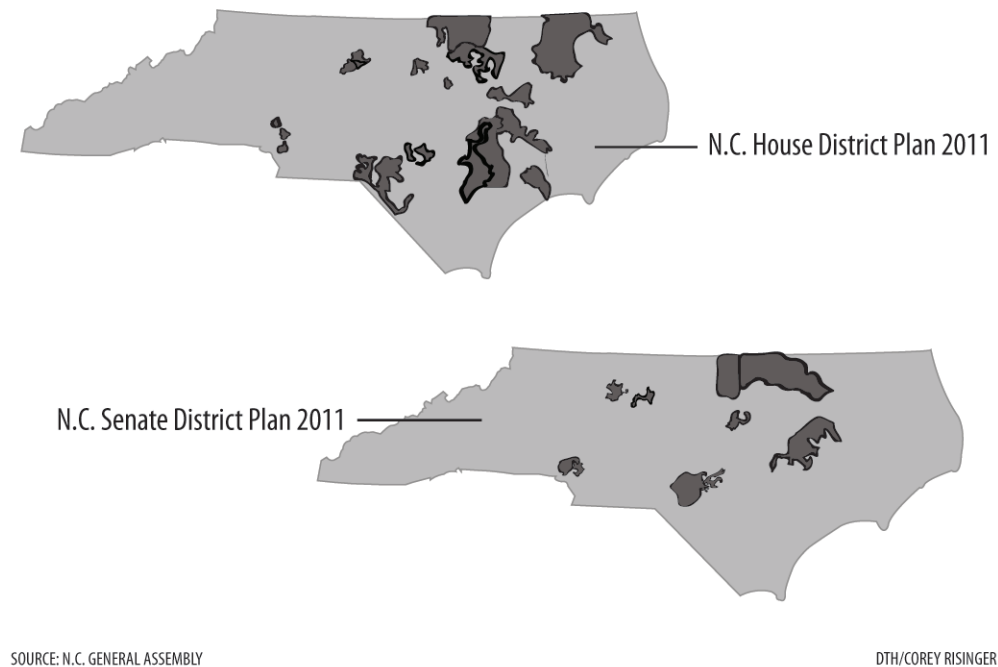 N.C. House District Plan 2011
N.C. Senate District Plan 2011
SOURCE: N.C. GENERAL ASSEMBLY
DTH/COREY RISINGER